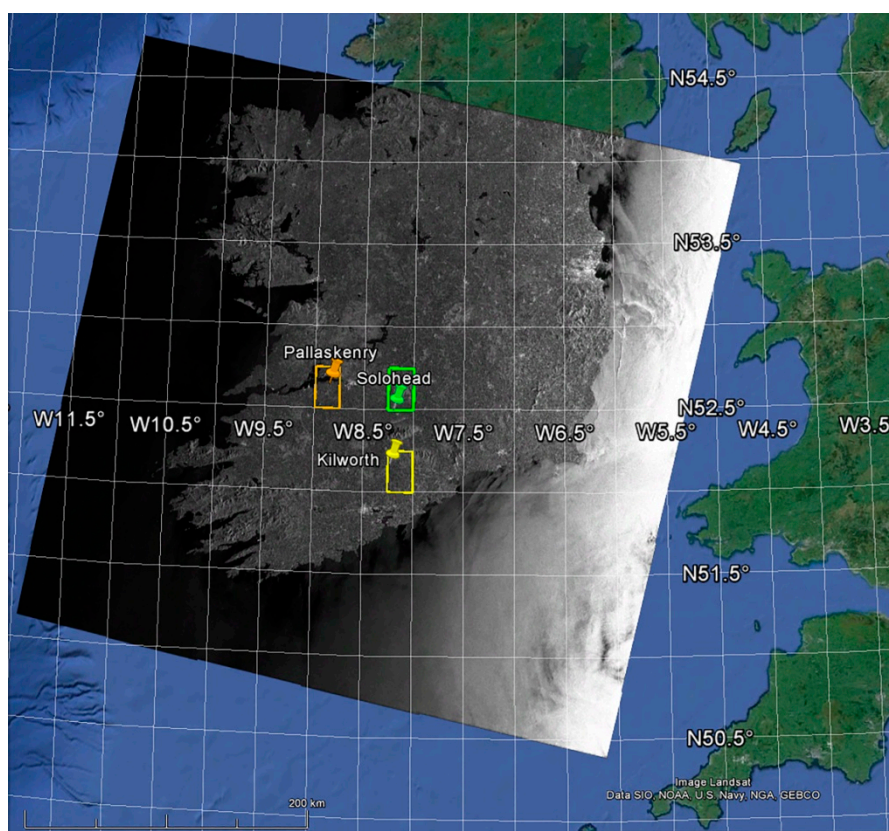 N54.5°
N53.5°
Pallaskenry
Solohead
N52.5°
W11.5° W10.5° W9.5° W8.5° W7.5° W6.5° W5.5° W4.5° W3.5
Kilworth
N51.5°
N50.5°
Image Landsat
Data SIO, NOAA, U.S. Navy, NGA, GEBCO
200 km